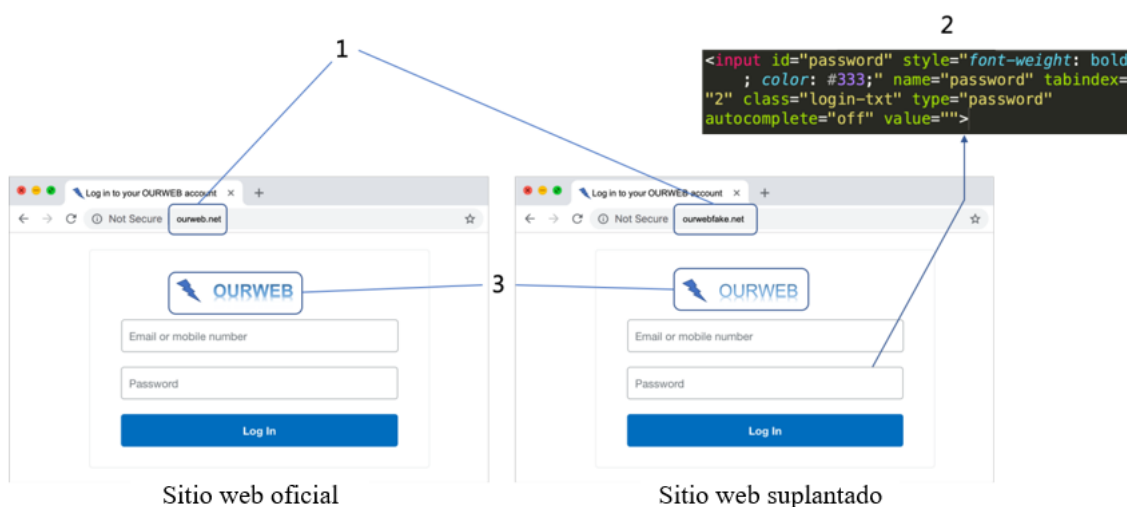 1
2
<input id="password" style="font-weight: bold
; color: #333;" name="password" tabindex=
"2" class="login-txt" type="password"
autocomplete="off" value="">
Log in to your OURWEB account
Not Secure
ourweb.net
OURWEB
Email or mobile number
Password
Log In
Sitio web oficial
3
Log in to your OURWEB account
Not Secure
ourwebfake.net
OURWEB
Email or mobile number
Password
Log In
Sitio web suplantado